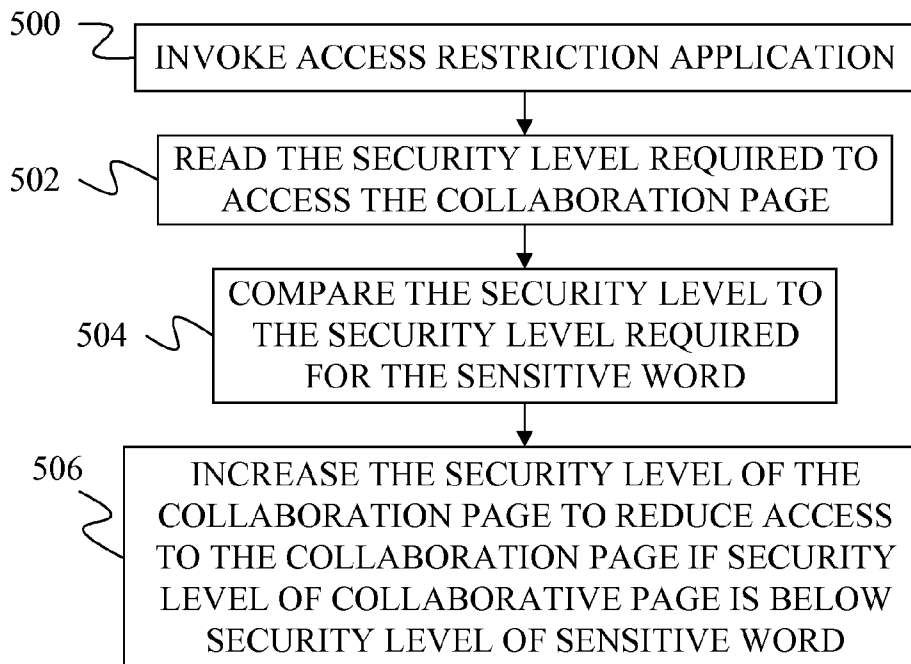 500
INVOKE ACCESS RESTRICTION APPLICATION
502
READ THE SECURITY LEVEL REQUIRED TO
ACCESS THE COLLABORATION PAGE
504
COMPARE THE SECURITY LEVEL TO
THE SECURITY LEVEL REQUIRED
FOR THE SENSITIVE WORD
506
INCREASE THE SECURITY LEVEL OF THE
COLLABORATION PAGE TO REDUCE ACCESS
TO THE COLLABORATION PAGE IF SECURITY
LEVEL OF COLLABORATIVE PAGE IS BELOW
SECURITY LEVEL OF SENSITIVE WORD